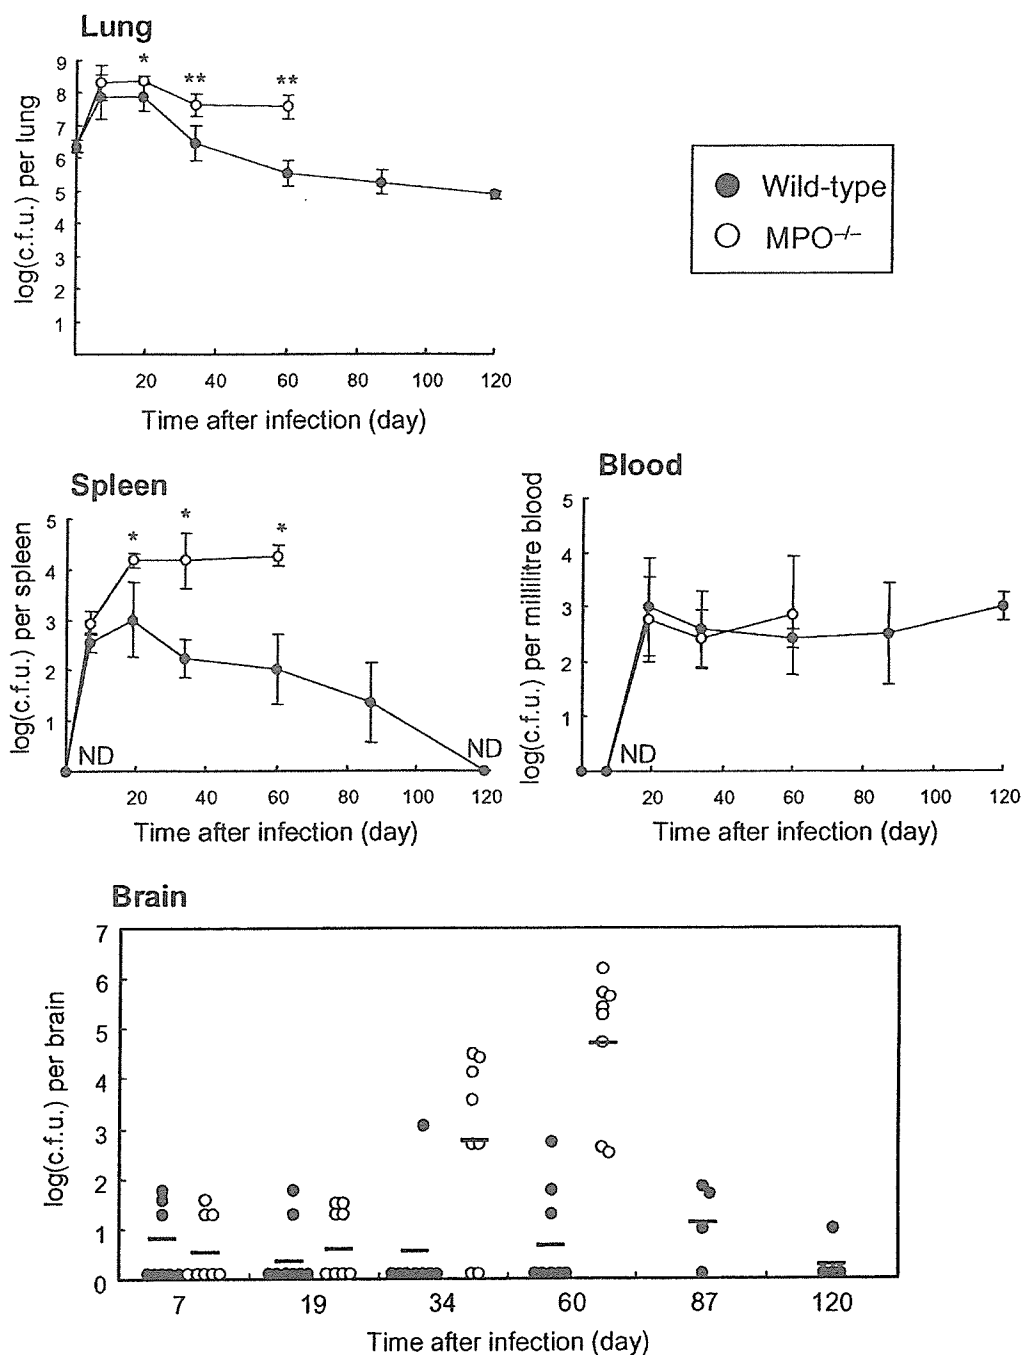 Lung
9
8
7
6
5
4
3
2
1
* ** **
log(c.f.u.) per lung
20 40 60 80 100 120
Time after infection (day)
Wild-type
MPO−/−
Spleen
5
4
3
2
1
* * *
ND ND
log(c.f.u.) per spleen
20 40 60 80 100 120
Time after infection (day)
Blood
5
4
3
2
1
ND
log(c.f.u.) per millilitre blood
20 40 60 80 100 120
Time after infection (day)
Brain
7
6
5
4
3
2
1
0
log(c.f.u.) per brain
7 19 34 60 87 120
Time after infection (day)